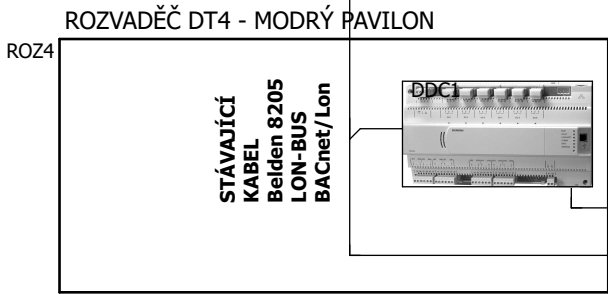 ROZVADĚČ DT4 - MODRÝ PAVILON
ROZ4
DDC1
STÁVAJÍCÍ
KABEL
Belden 8205
LON-BUS
BACnet/Lon